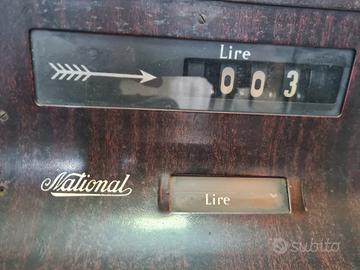 Lire
0 0 3
National
Lire
subito